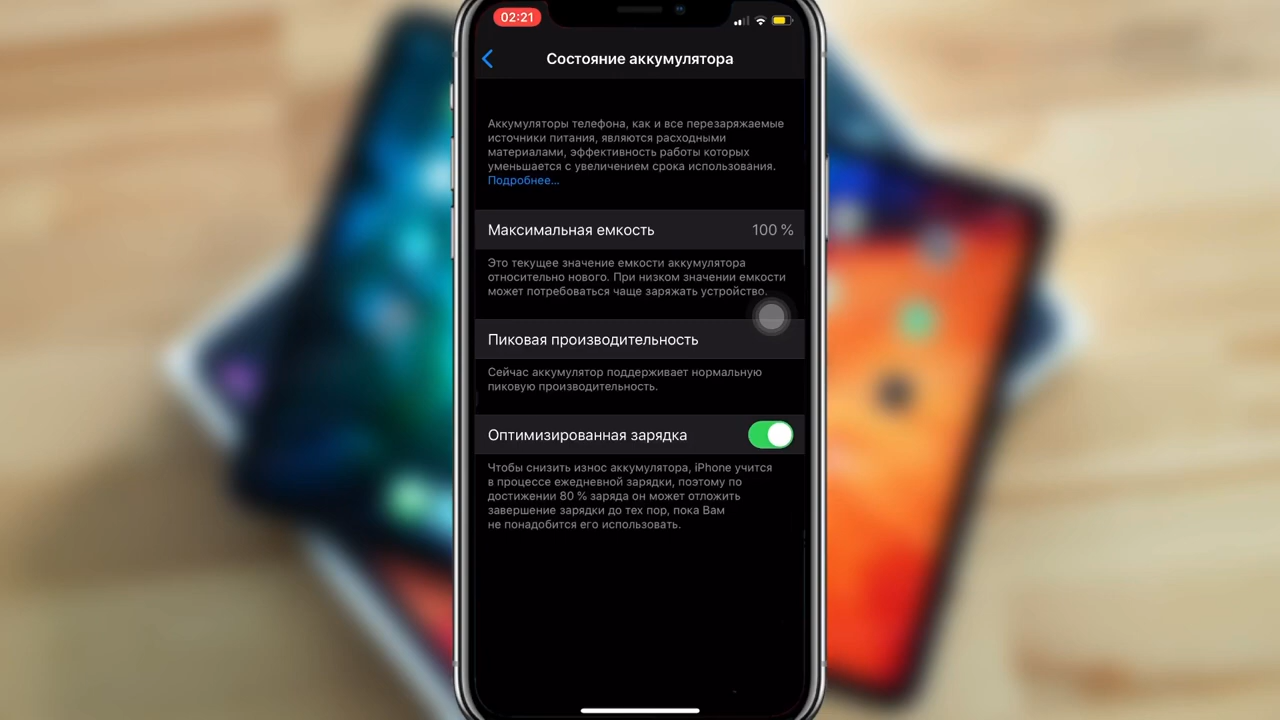 02:21
Состояние аккумулятора
Аккумуляторы телефона, как и все перезаряжаемые
источники питания, являются расходными
материалами, эффективность работы которых
уменьшается с увеличением срока использования.
Подробнее...
Максимальная емкость 100 %
Это текущее значение емкости аккумулятора
относительно нового. При низком значении емкости
может потребоваться чаще заряжать устройство.
Пиковая производительность
Сейчас аккумулятор поддерживает нормальную
пиковую производительность.
Оптимизированная зарядка
Чтобы снизить износ аккумулятора, iPhone учится
в процессе ежедневной зарядки, поэтому по
достижении 80 % заряда он может отложить
завершение зарядки до тех пор, пока Вам
не понадобится его использовать.